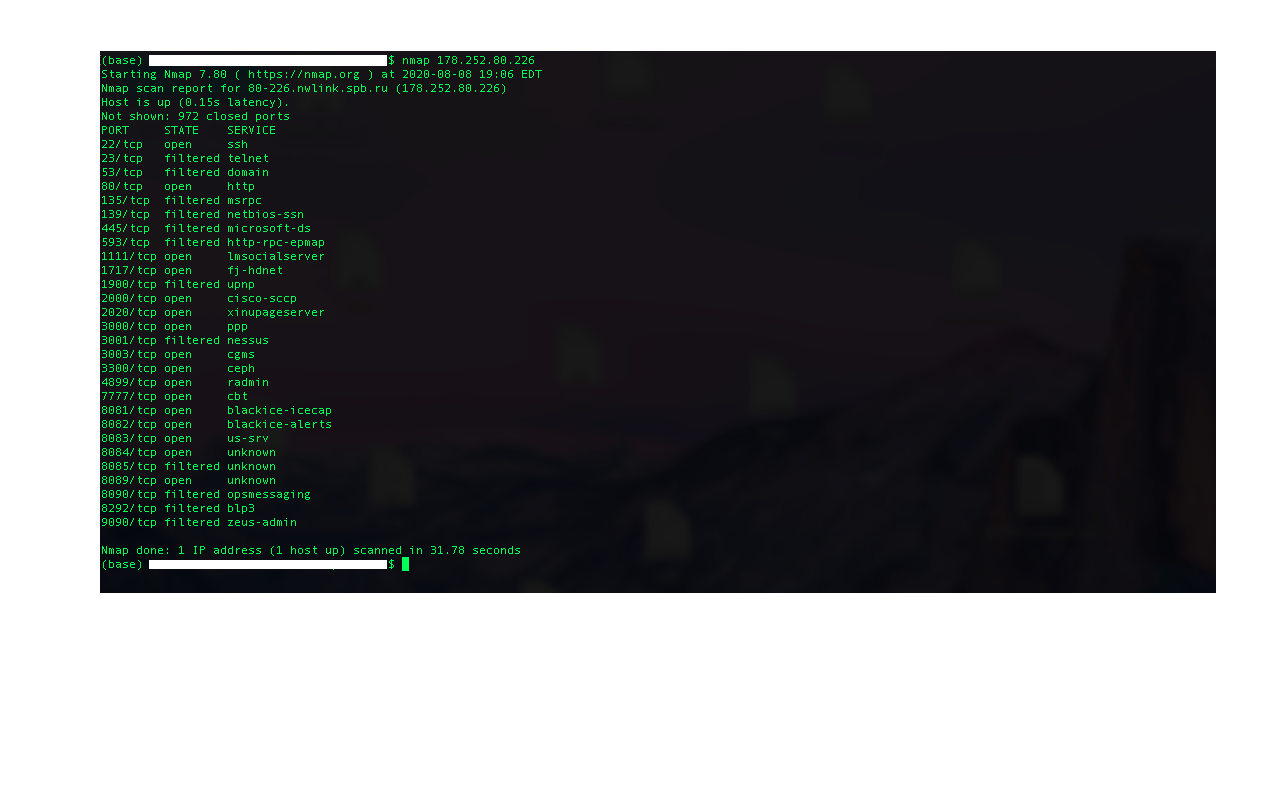 (base) $ nmap 178.252.80.226
Starting Nmap 7.80 ( https://nmap.org ) at 2020-08-08 19:06 EDT
Nmap scan report for 80-226.nwlink.spb.ru (178.252.80.226)
Host is up (0.15s latency).
Not shown: 972 closed ports
PORT     STATE    SERVICE
22/tcp   open     ssh
23/tcp   filtered telnet
53/tcp   filtered domain
80/tcp   open     http
135/tcp  filtered msrpc
139/tcp  filtered netbios-ssn
445/tcp  filtered microsoft-ds
593/tcp  filtered http-rpc-epmap
1111/tcp open     lmsocialserver
1717/tcp open     fj-hdnet
1900/tcp filtered upnp
2000/tcp open     cisco-sccp
2020/tcp open     xinupageserver
3000/tcp open     ppp
3001/tcp filtered nessus
3003/tcp open     cgms
3300/tcp open     ceph
4899/tcp open     radmin
7777/tcp open     cbt
8081/tcp open     blackice-icecap
8082/tcp open     blackice-alerts
8083/tcp open     us-srv
8084/tcp open     unknown
8085/tcp filtered unknown
8089/tcp open     unknown
8090/tcp filtered opsmessaging
8292/tcp filtered blp3
9090/tcp filtered zeus-admin
Nmap done: 1 IP address (1 host up) scanned in 31.78 seconds
(base) $